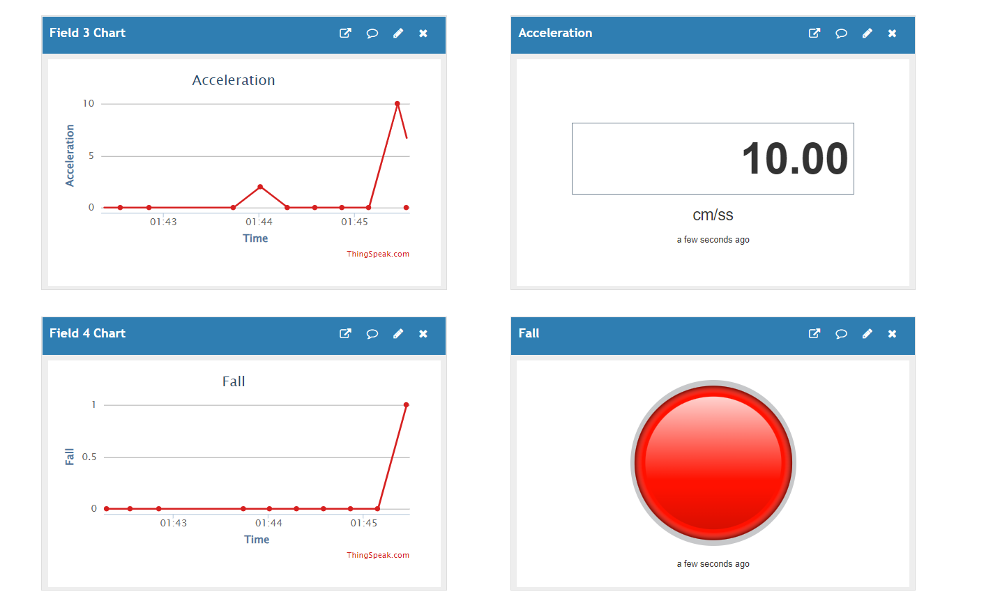 Field 3 Chart
Acceleration
10
5
0
Acceleration
01:43
01:44
01:45
Time
ThingSpeak.com
Acceleration
10.00
cm/ss
a few seconds ago
Field 4 Chart
Fall
1
0.5
0
Fall
01:43
01:44
01:45
Time
ThingSpeak.com
Fall
a few seconds ago